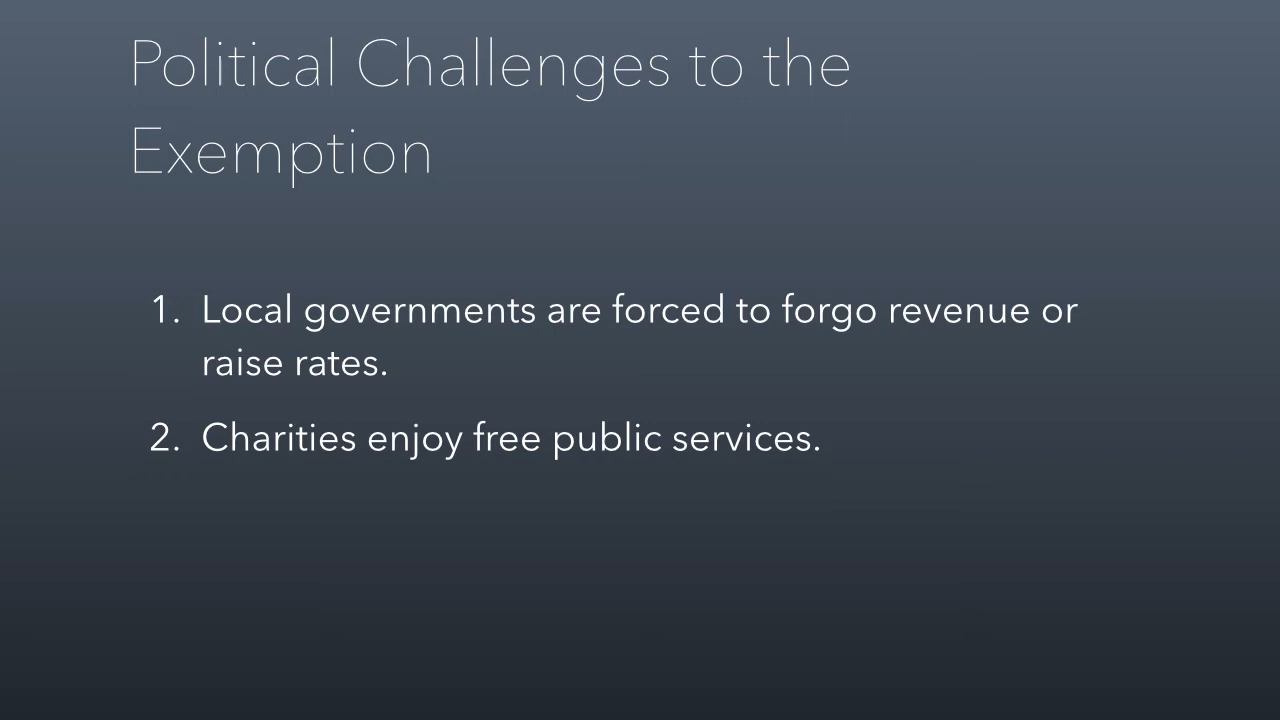 Political Challenges to the
Exemption
1. Local governments are forced to forgo revenue or
raise rates.
2. Charities enjoy free public services.